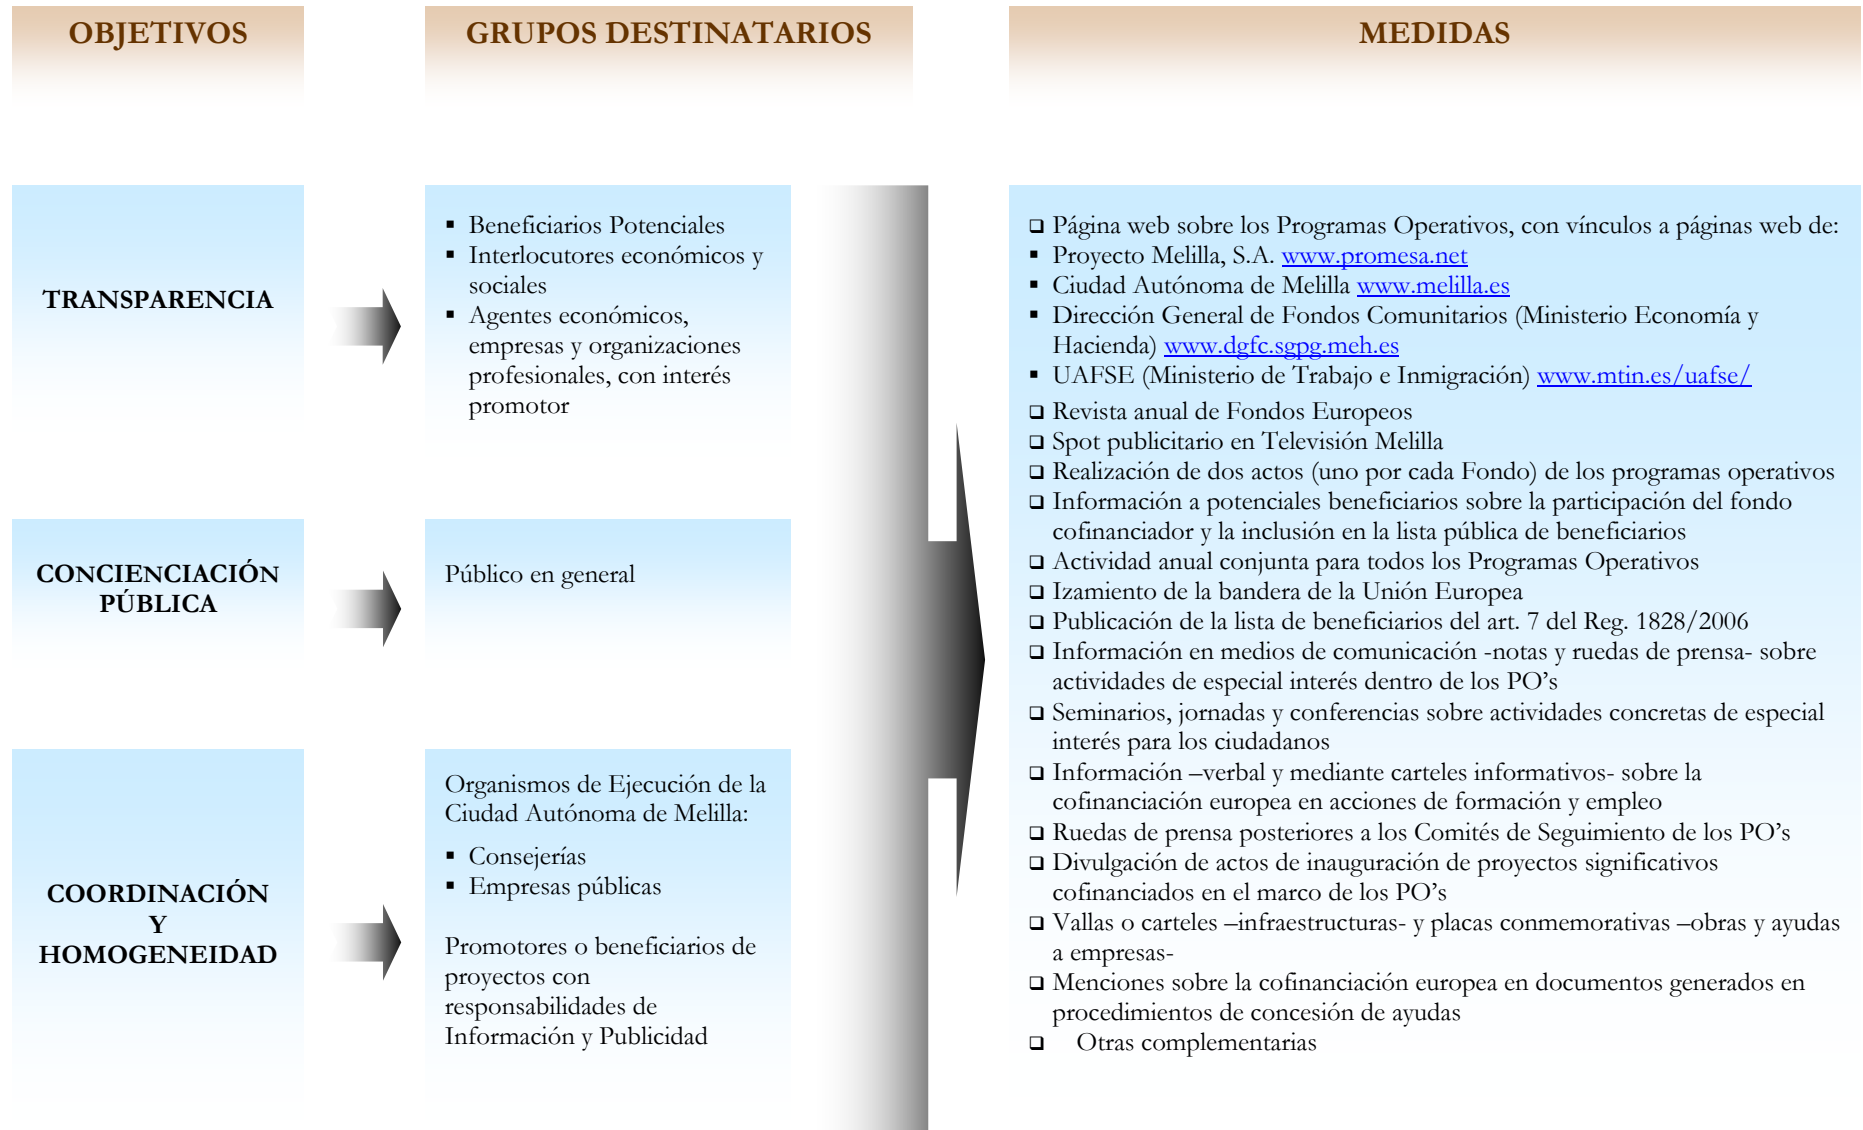 OBJETIVOS
GRUPOS DESTINATARIOS
MEDIDAS
TRANSPARENCIA
▪ Beneficiarios Potenciales
▪ Interlocutores económicos y
sociales
▪ Agentes económicos,
empresas y organizaciones
profesionales, con interés
promotor
CONCIENCIACIÓN
PÚBLICA
Público en general
COORDINACIÓN
Y
HOMOGENEIDAD
Organismos de Ejecución de la
Ciudad Autónoma de Melilla:
▪ Consejerías
▪ Empresas públicas
Promotores o beneficiarios de
proyectos con
responsabilidades de
Información y Publicidad
❑ Página web sobre los Programas Operativos, con vínculos a páginas web de:
▪ Proyecto Melilla, S.A. www.promesa.net
▪ Ciudad Autónoma de Melilla www.melilla.es
▪ Dirección General de Fondos Comunitarios (Ministerio Economía y
Hacienda) www.dgfc.sgpg.meh.es
▪ UAFSE (Ministerio de Trabajo e Inmigración) www.mtin.es/uafse/
❑ Revista anual de Fondos Europeos
❑ Spot publicitario en Televisión Melilla
❑ Realización de dos actos (uno por cada Fondo) de los programas operativos
❑ Información a potenciales beneficiarios sobre la participación del fondo
cofinanciador y la inclusión en la lista pública de beneficiarios
❑ Actividad anual conjunta para todos los Programas Operativos
❑ Izamiento de la bandera de la Unión Europea
❑ Publicación de la lista de beneficiarios del art. 7 del Reg. 1828/2006
❑ Información en medios de comunicación -notas y ruedas de prensa- sobre
actividades de especial interés dentro de los PO's
❑ Seminarios, jornadas y conferencias sobre actividades concretas de especial
interés para los ciudadanos
❑ Información –verbal y mediante carteles informativos- sobre la
cofinanciación europea en acciones de formación y empleo
❑ Ruedas de prensa posteriores a los Comités de Seguimiento de los PO's
❑ Divulgación de actos de inauguración de proyectos significativos
cofinanciados en el marco de los PO's
❑ Vallas o carteles –infraestructuras- y placas conmemorativas –obras y ayudas
a empresas-
❑ Menciones sobre la cofinanciación europea en documentos generados en
procedimientos de concesión de ayudas
❑ Otras complementarias